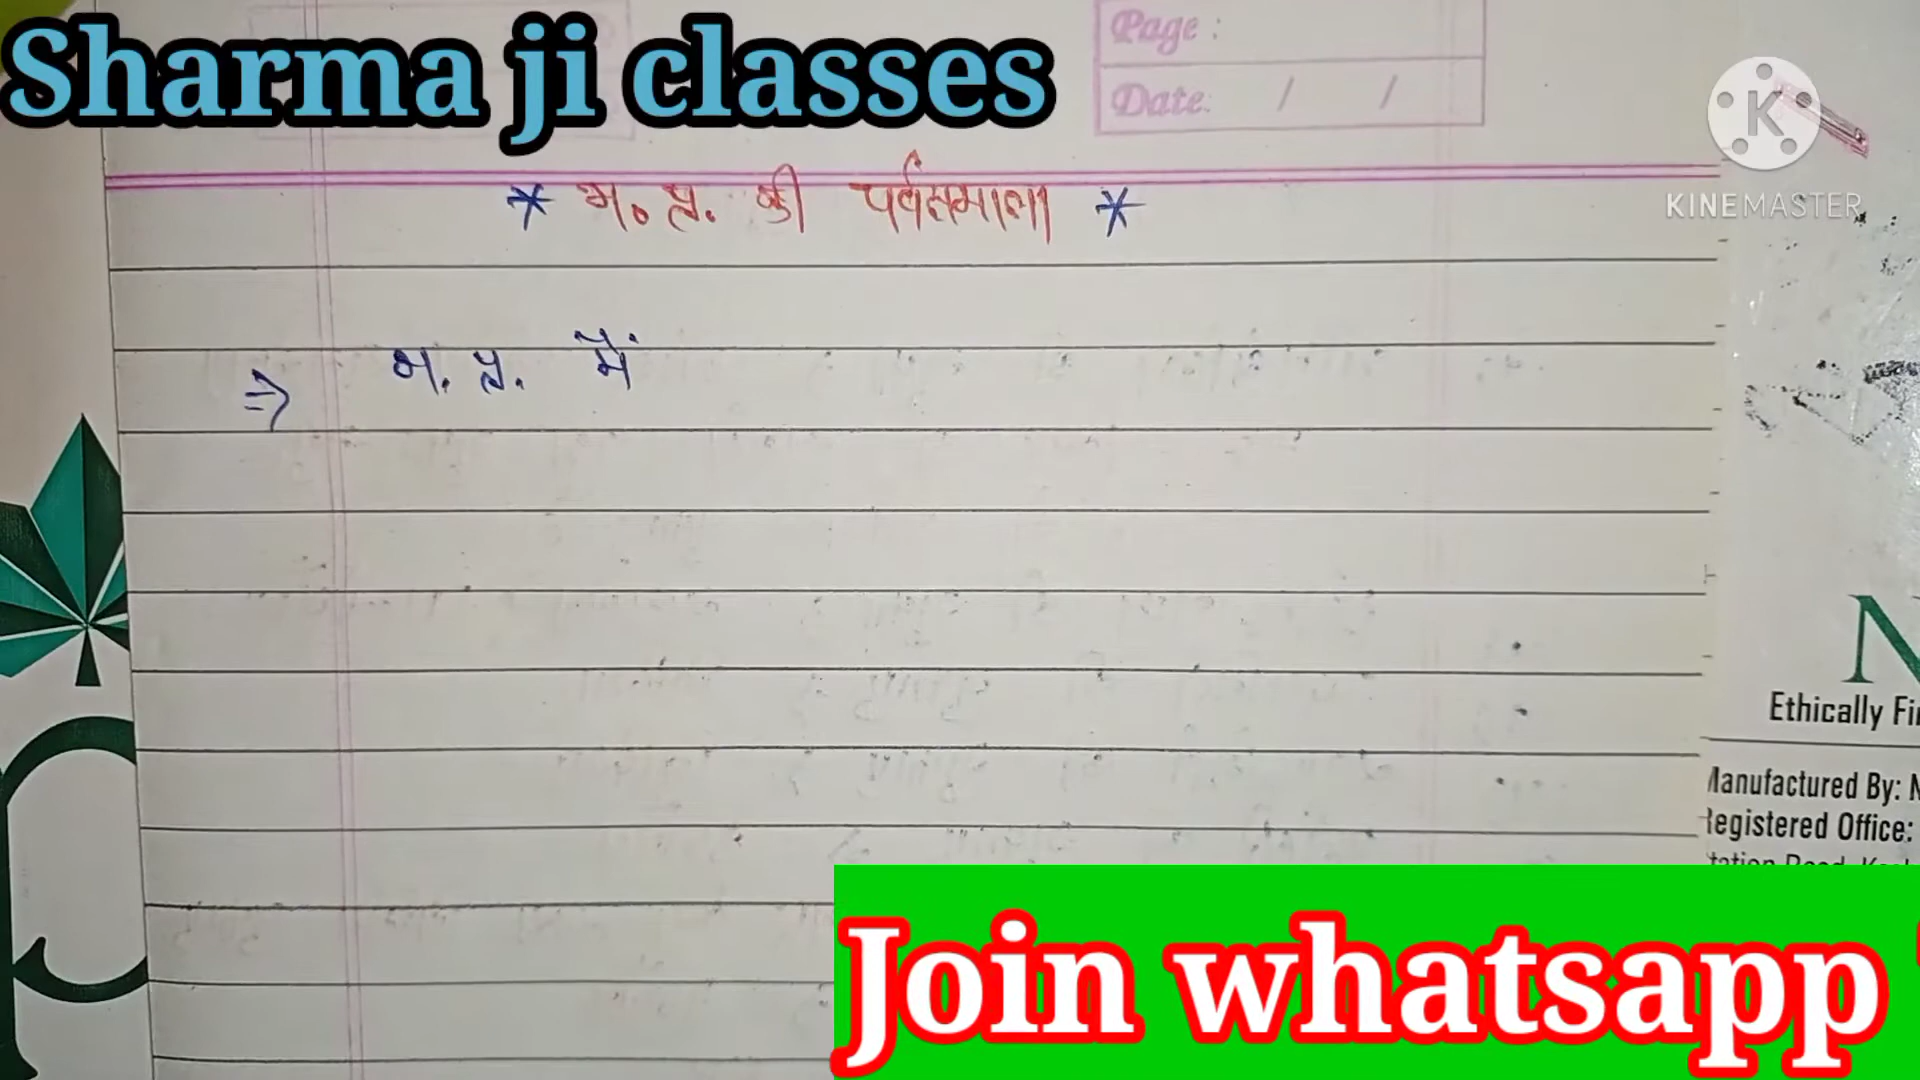 Sharma ji classes
Page :
Date: / /
K
KINEMASTER
* म. प्र. की पर्वतमाला *
⇒ म. प्र. में
N
Ethically Fi
Manufactured By: N
Registered Office:
Join whatsapp